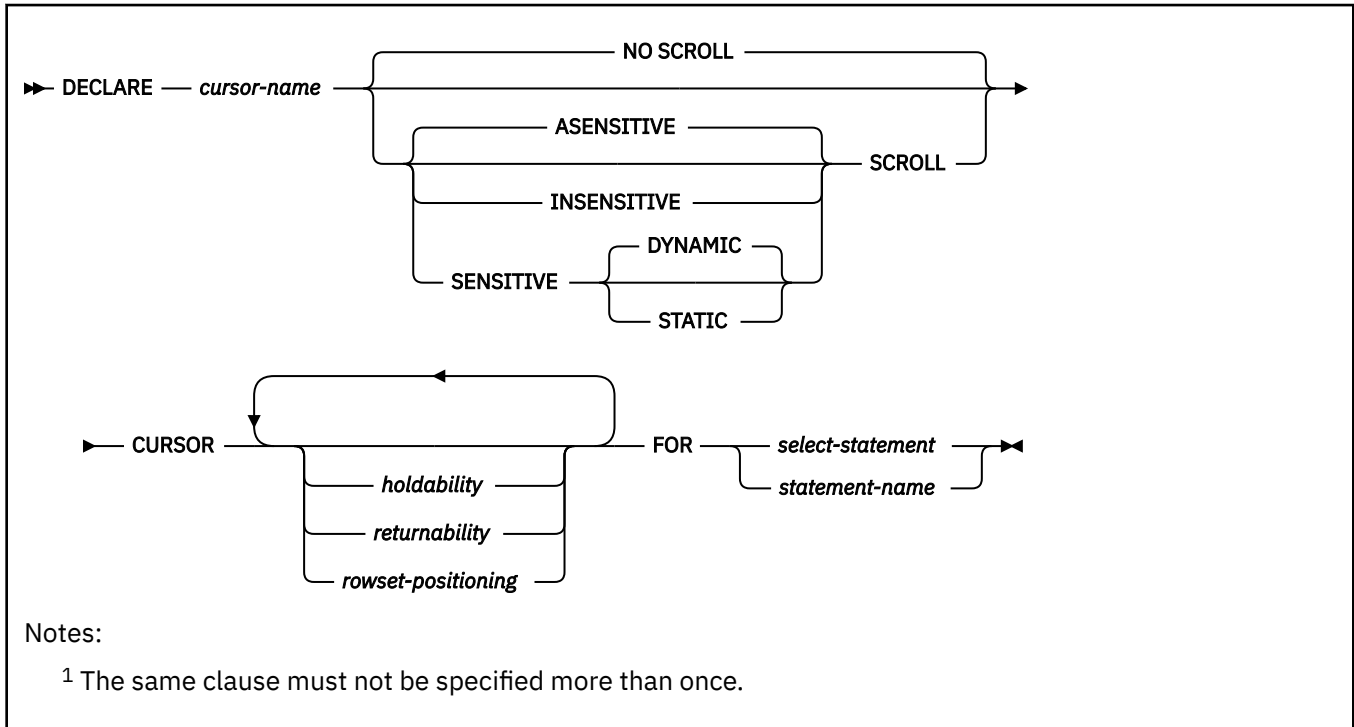 NO SCROLL
DECLARE cursor-name
ASENSITIVE
SCROLL
INSENSITIVE
DYNAMIC
SENSITIVE
STATIC
CURSOR FOR select-statement
holdability statement-name
returnability
rowset-positioning
Notes:
1 The same clause must not be specified more than once.